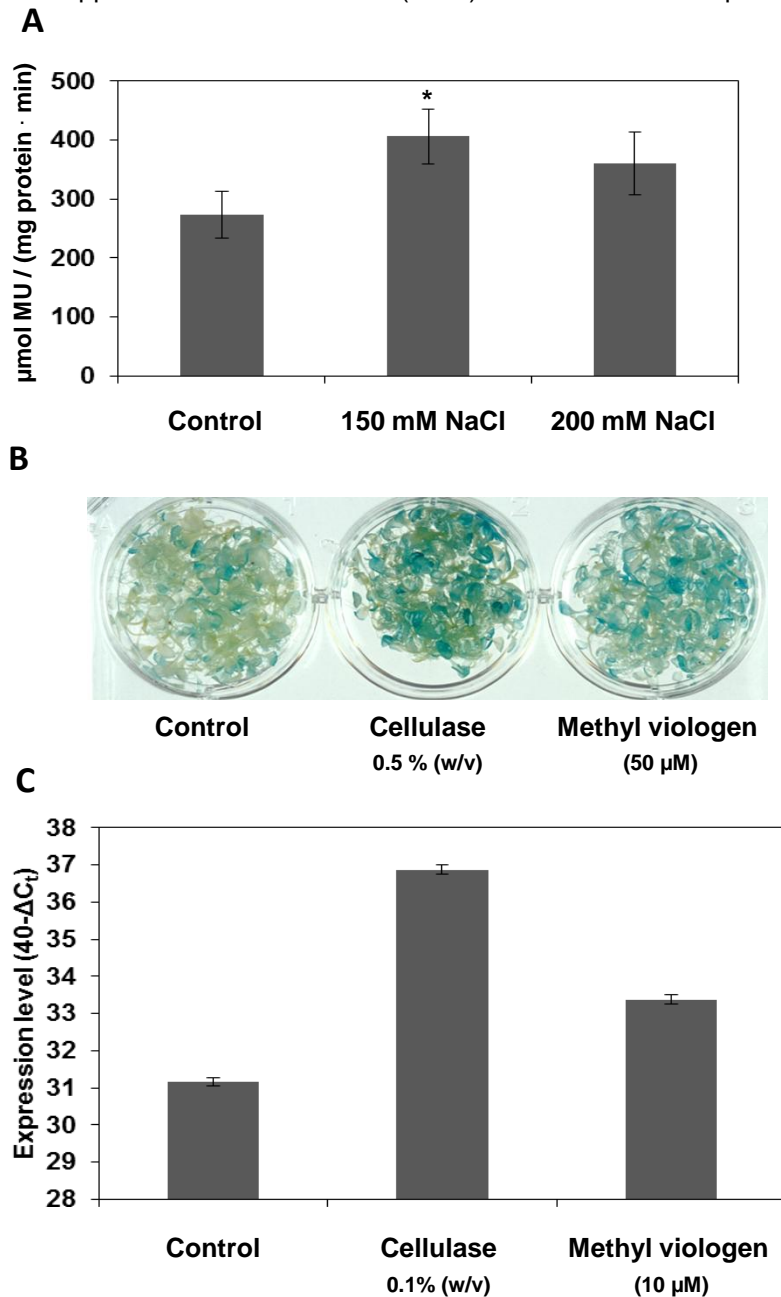 A
µmol MU / (mg protein · min)
500
400
300
200
100
0
*
Control 150 mM NaCl 200 mM NaCl
B
Control Cellulase Methyl viologen
0.5 % (w/v) (50 µM)
C
Expression level (40-ΔCt)
38
37
36
35
34
33
32
31
30
29
28
Control Cellulase Methyl viologen
0.1% (w/v) (10 µM)